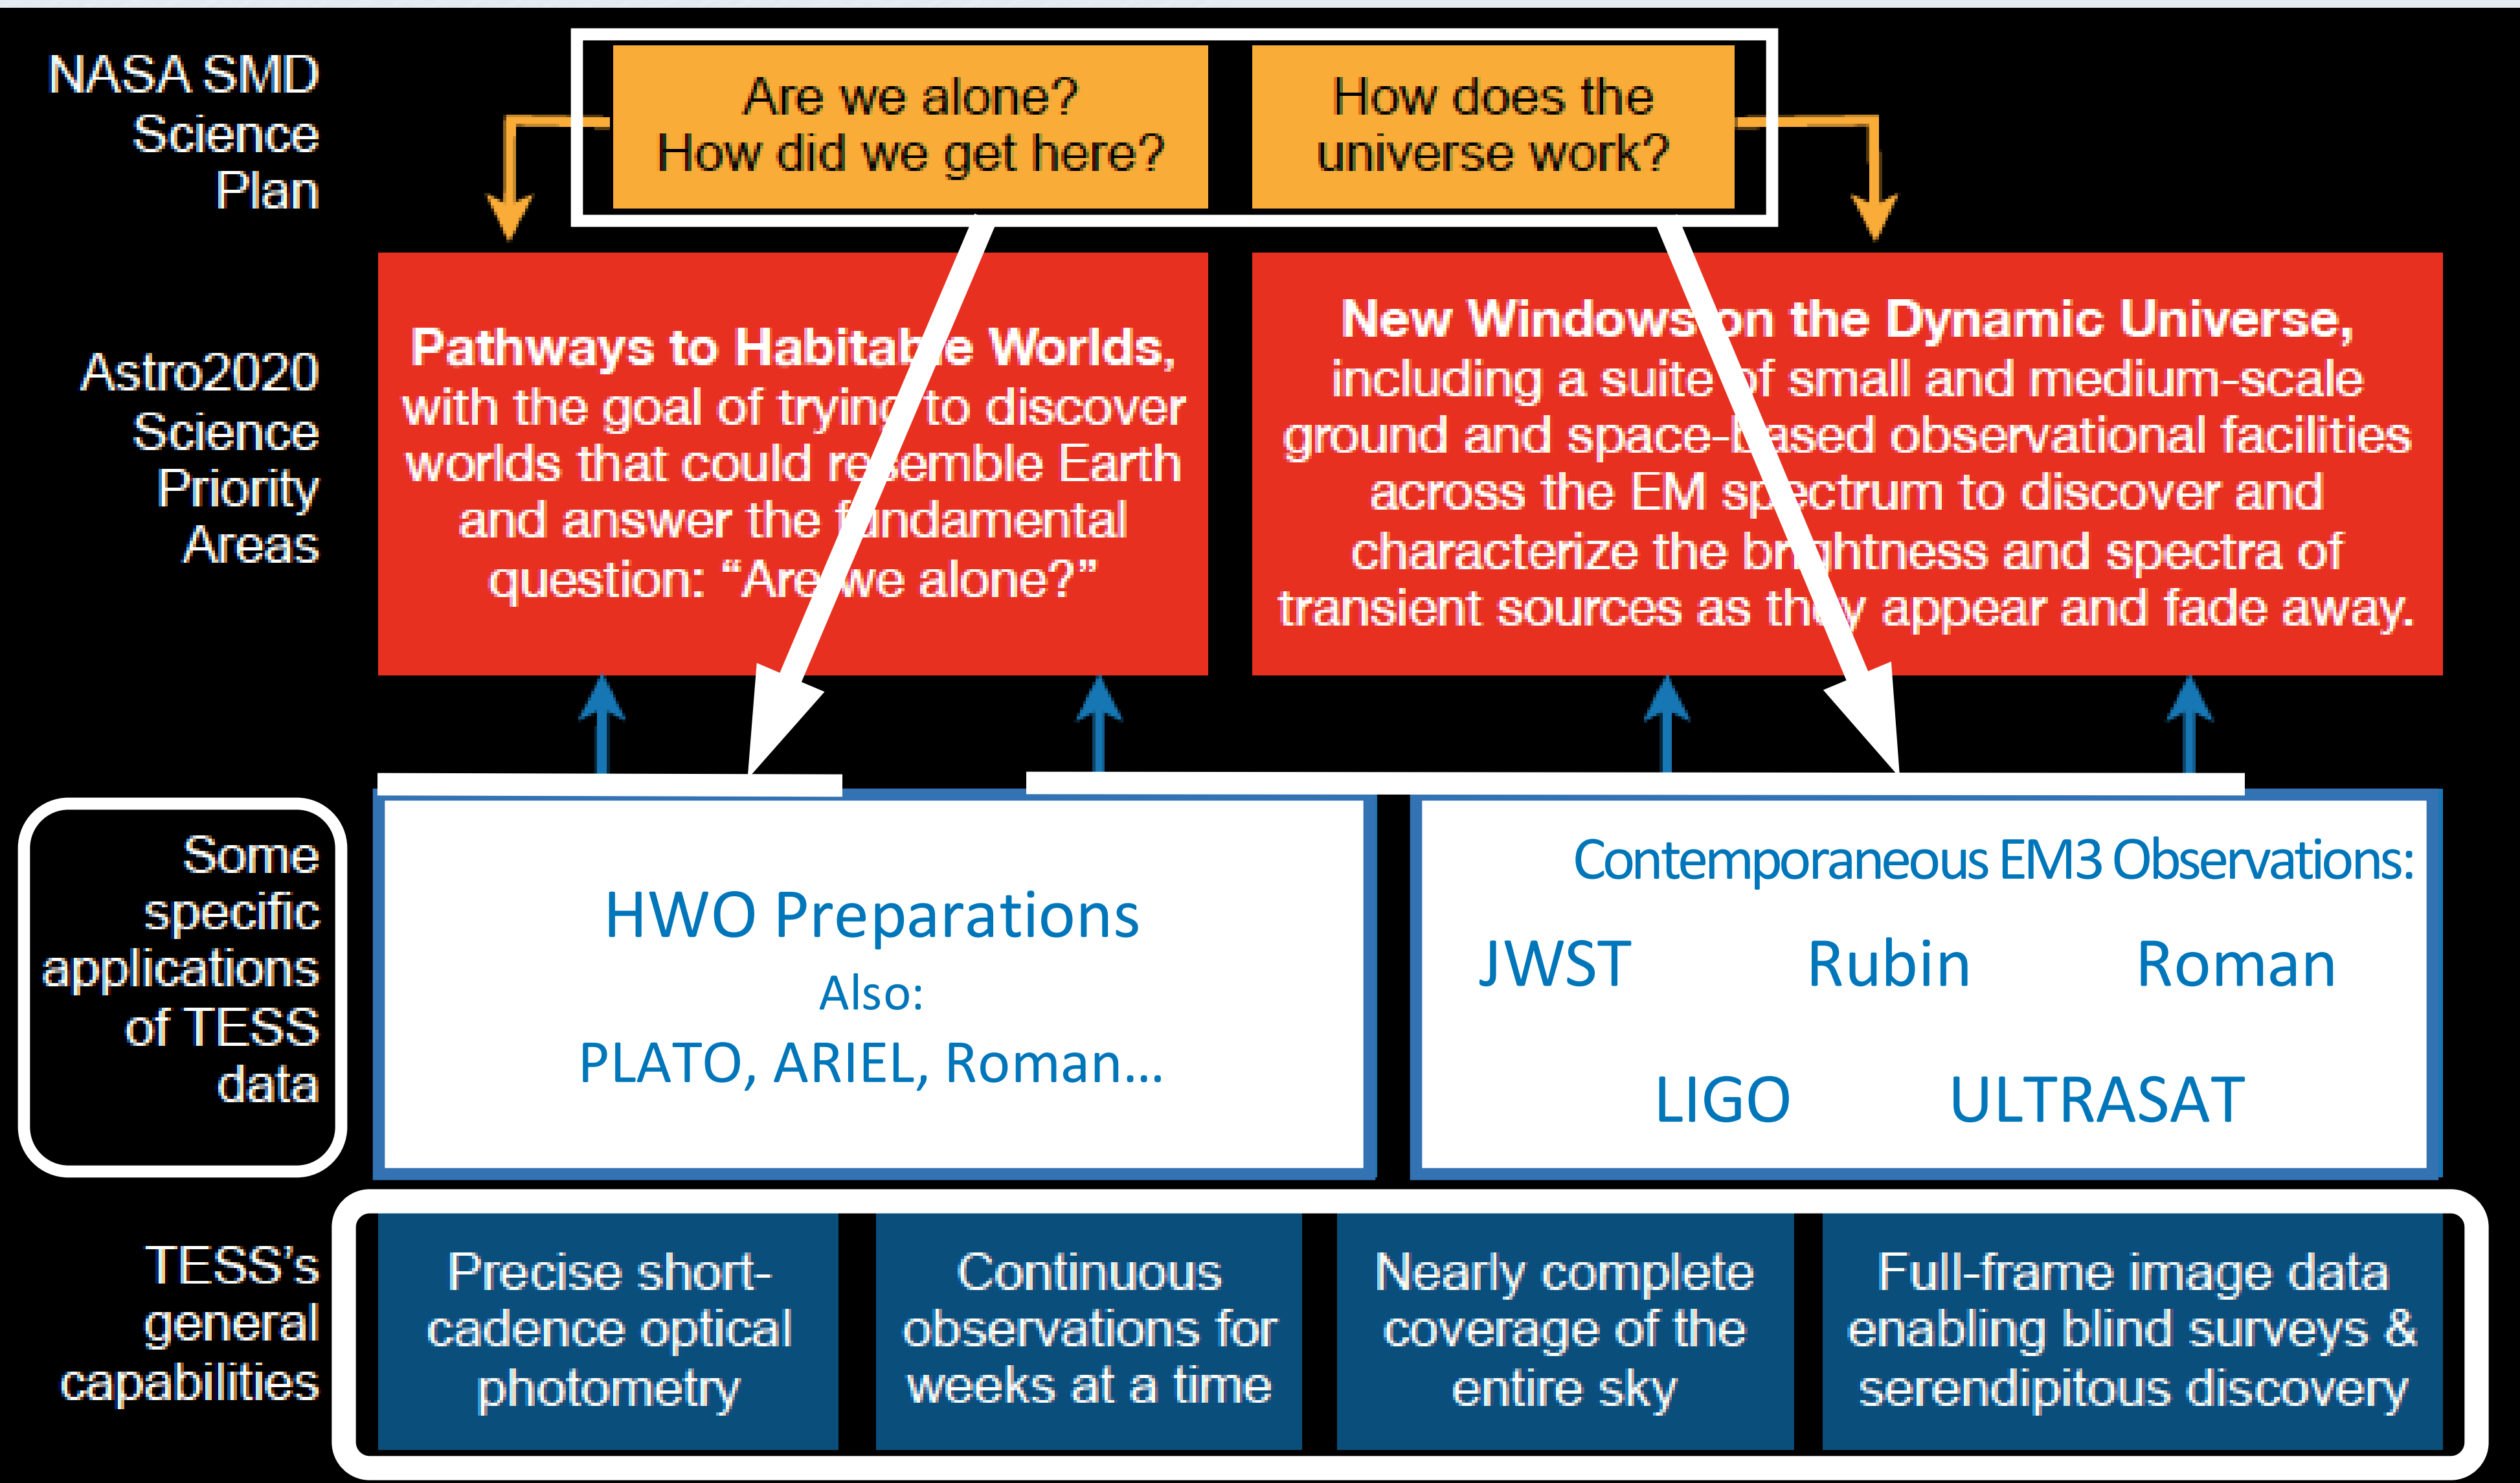 NASA SMD
Science
Plan
Are we alone?
How did we get here?
How does the
universe work?
Astro2020
Science
Priority
Areas
Pathways to Habitable Worlds,
with the goal of trying to discover
worlds that could resemble Earth
and answer the fundamental
question: “Are we alone?”
New Windows on the Dynamic Universe,
including a suite of small and medium-scale
ground and space-based observational facilities
across the EM spectrum to discover and
characterize the brightness and spectra of
transient sources as they appear and fade away.
Some
specific
applications
of TESS
data
HWO Preparations
Also:
PLATO, ARIEL, Roman...
Contemporaneous EM3 Observations:
JWST Rubin Roman
LIGO ULTRASAT
TESS’s
general
capabilities
Precise short-
cadence optical
photometry
Continuous
observations for
weeks at a time
Nearly complete
coverage of the
entire sky
Full-frame image data
enabling blind surveys &
serendipitous discovery